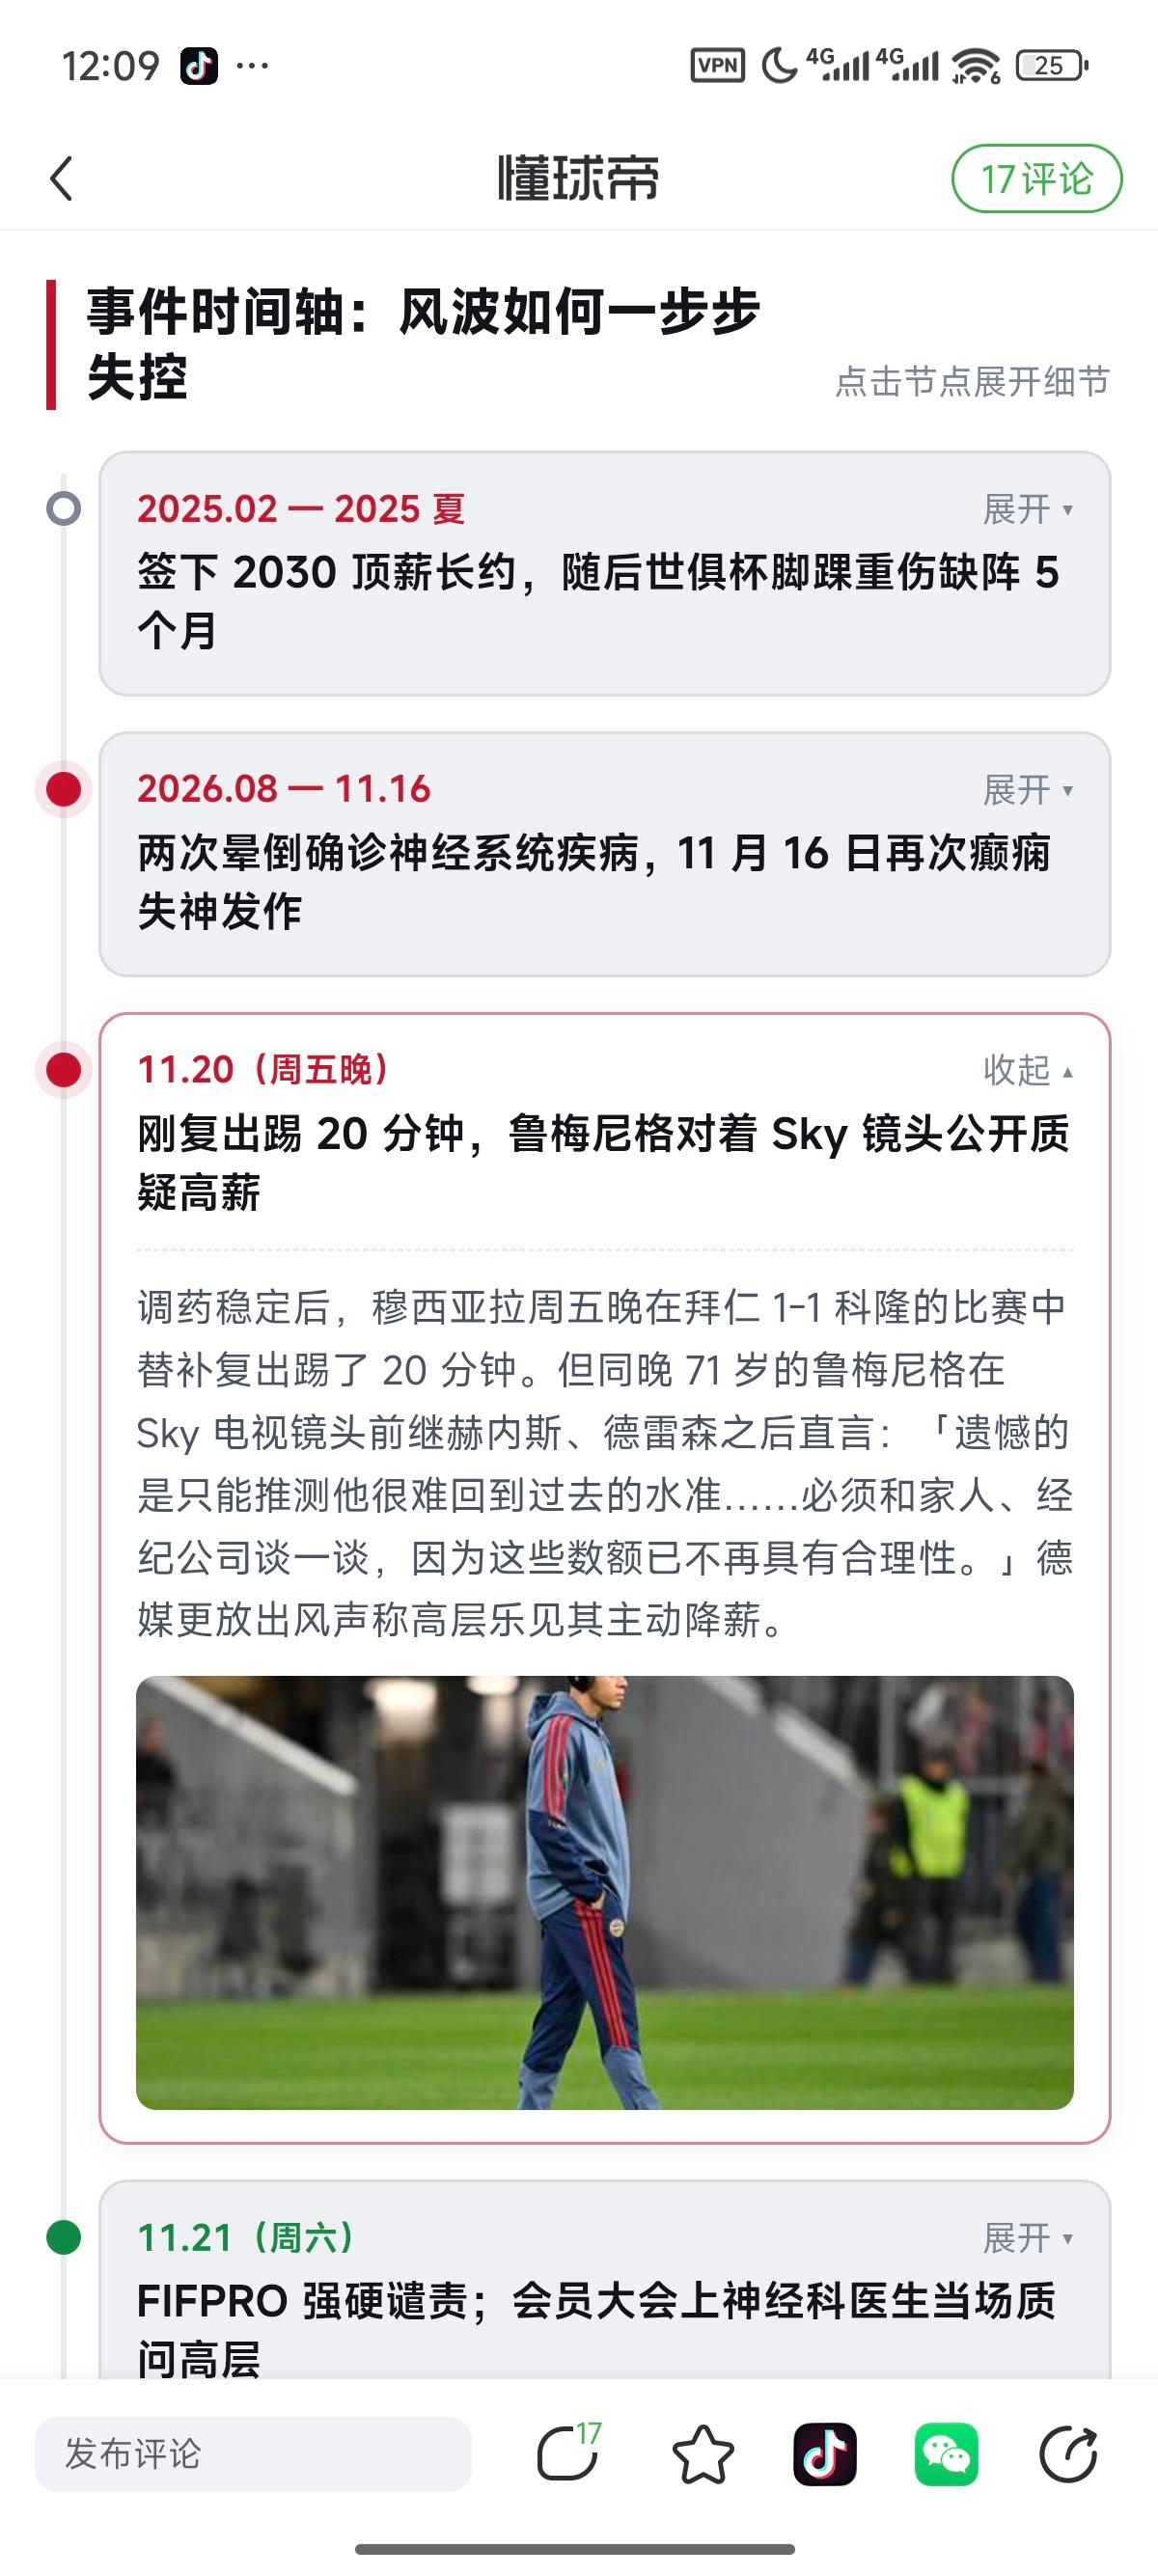 12:09 ...
VPN 4G 4G 6 25
懂球帝
17评论
事件时间轴：风波如何一步步
失控
点击节点展开细节
2025.02 — 2025 夏
展开 ▾
签下 2030 顶薪长约，随后世俱杯脚踝重伤缺阵 5
个月
2026.08 — 11.16
展开 ▾
两次晕倒确诊神经系统疾病，11 月 16 日再次癫痫
失神发作
11.20（周五晚）
收起 ▴
刚复出踢 20 分钟，鲁梅尼格对着 Sky 镜头公开质
疑高薪
调药稳定后，穆西亚拉周五晚在拜仁 1-1 科隆的比赛中
替补复出踢了 20 分钟。但同晚 71 岁的鲁梅尼格在
Sky 电视镜头前继赫内斯、德雷森之后直言：「遗憾的
是只能推测他很难回到过去的水准……必须和家人、经
纪公司谈一谈，因为这些数额已不再具有合理性。」德
媒更放出风声称高层乐见其主动降薪。
11.21（周六）
展开 ▾
FIFPRO 强硬谴责；会员大会上神经科医生当场质
问高层
发布评论
17